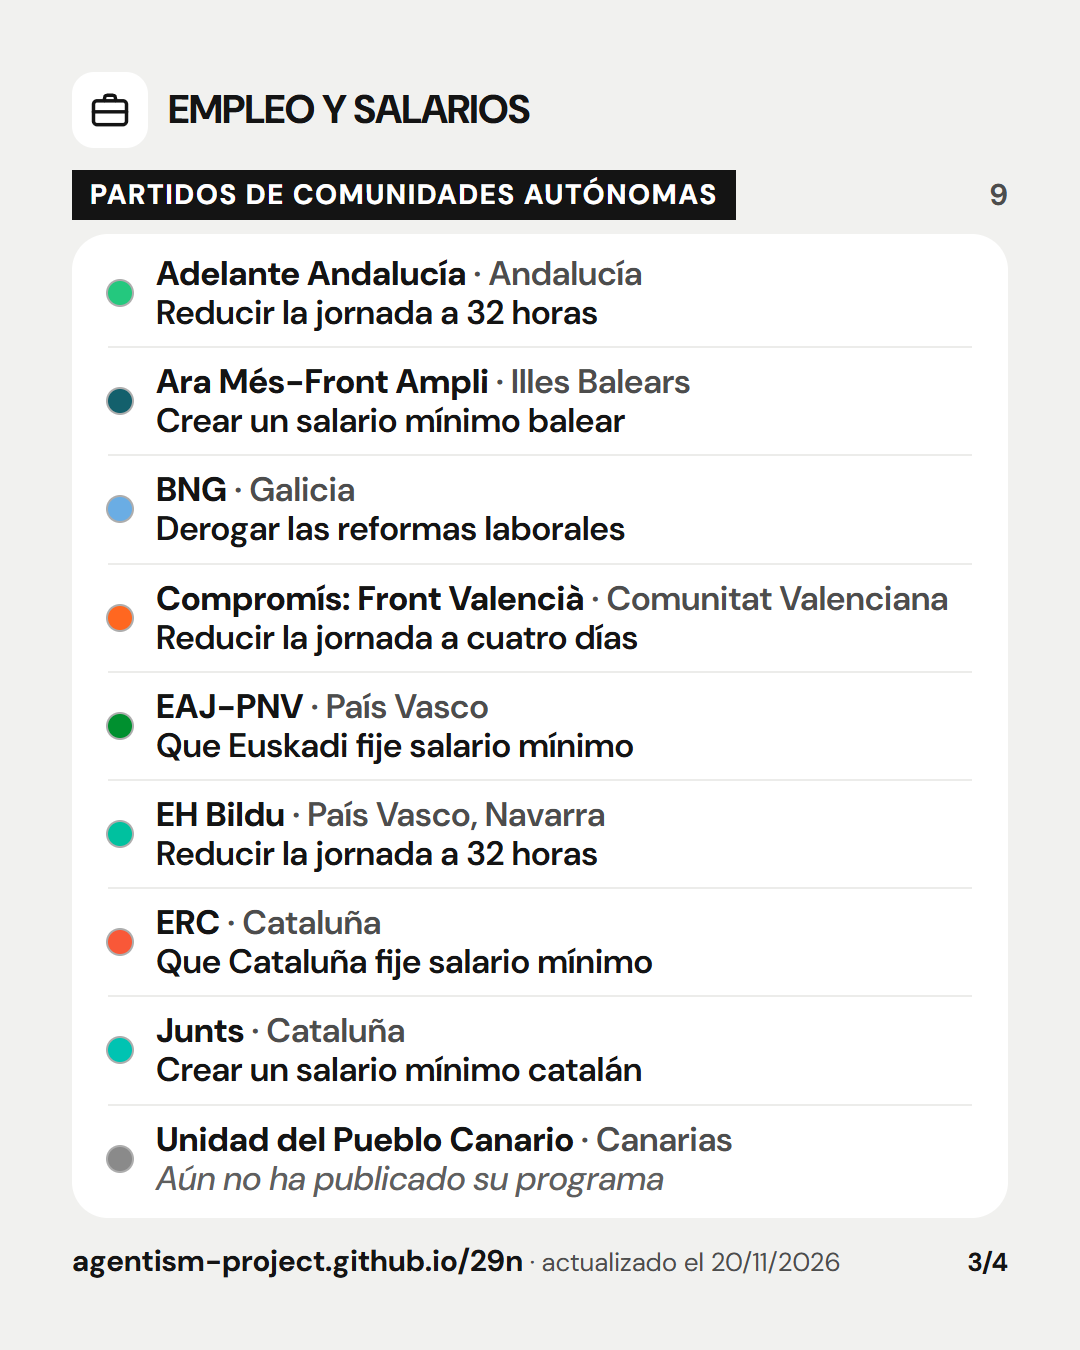 EMPLEO Y SALARIOS
PARTIDOS DE COMUNIDADES AUTÓNOMAS 9
Adelante Andalucía · Andalucía
Reducir la jornada a 32 horas
Ara Més-Front Ampli · Illes Balears
Crear un salario mínimo balear
BNG · Galicia
Derogar las reformas laborales
Compromís: Front Valencià · Comunitat Valenciana
Reducir la jornada a cuatro días
EAJ-PNV · País Vasco
Que Euskadi fije salario mínimo
EH Bildu · País Vasco, Navarra
Reducir la jornada a 32 horas
ERC · Cataluña
Que Cataluña fije salario mínimo
Junts · Cataluña
Crear un salario mínimo catalán
Unidad del Pueblo Canario · Canarias
Aún no ha publicado su programa
agentism-project.github.io/29n · actualizado el 20/11/2026 3/4